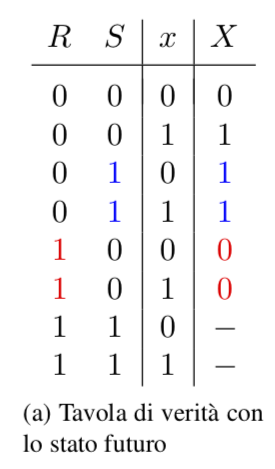 R S x X
0 0 0 0
0 0 1 1
0 1 0 1
0 1 1 1
1 0 0 0
1 0 1 0
1 1 0 −
1 1 1 −
(a) Tavola di verità con
lo stato futuro